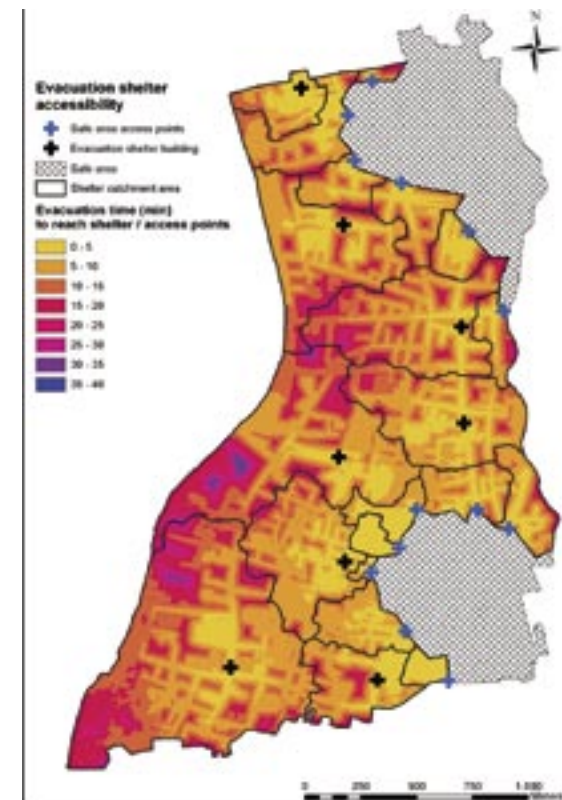 N
Evacuation shelter
accessibility
Safe area access points
Evacuation shelter building
Safe area
Shelter catchment area
Evacuation time (min)
to reach shelter / access points
0 - 5
5 - 10
10 - 15
15 - 20
20 - 25
25 - 30
30 - 35
35 - 40
0 250 500 750 1.000